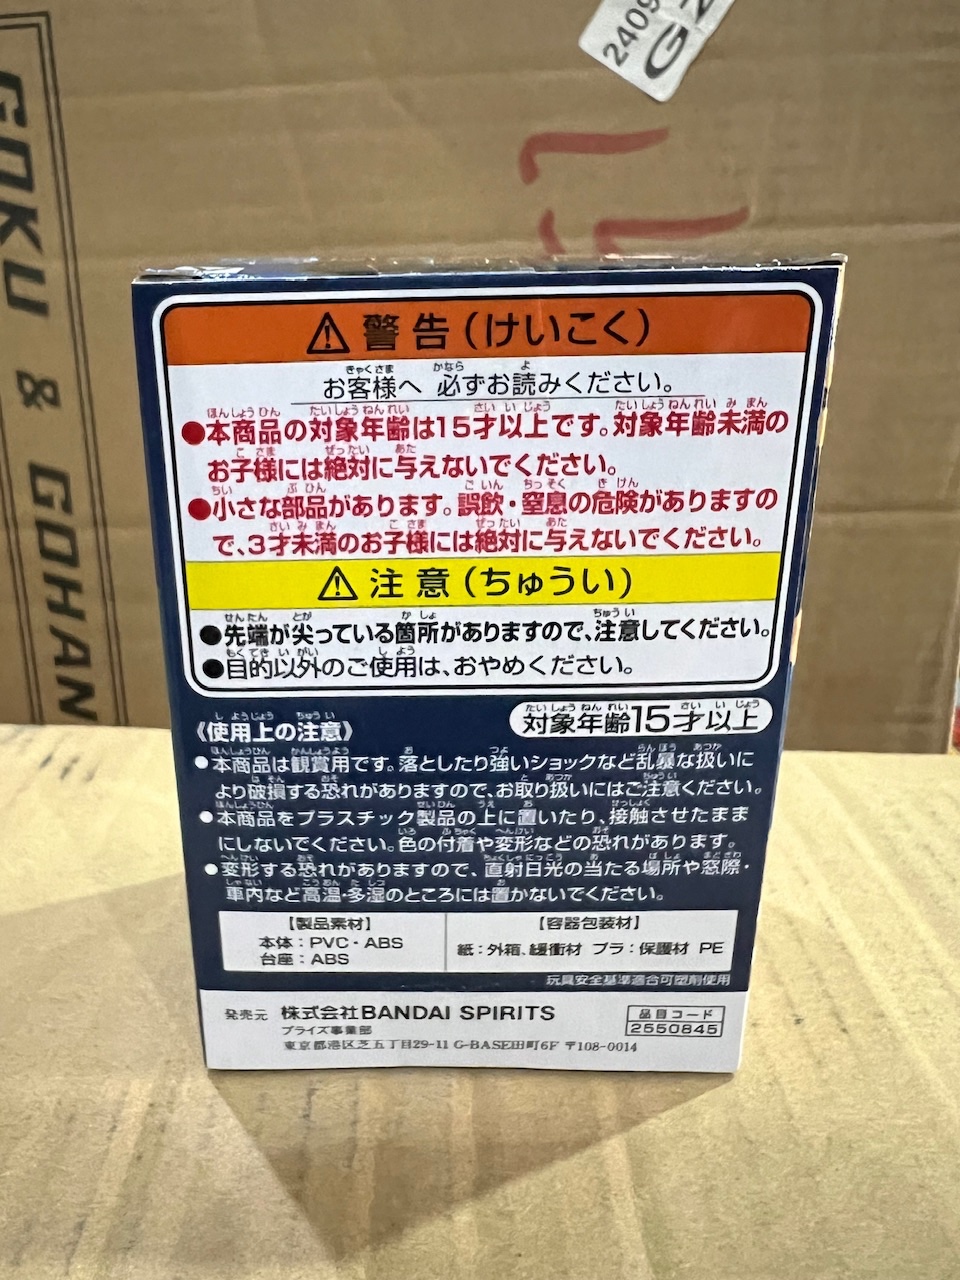 2409
G
GOKU & GOHAN
⚠警告(けいこく)
お客様へ 必ずお読みください。
●本商品の対象年齢は15才以上です。対象年齢未満の
お子様には絶対に与えないでください。
●小さな部品があります。誤飲・窒息の危険がありますの
で、3才未満のお子様には絶対に与えないでください。
⚠注意(ちゅうい)
●先端が尖っている箇所がありますので、注意してください。
●目的以外のご使用は、おやめください。
《使用上の注意》
対象年齢15才以上
●本商品は観賞用です。落としたり強いショックなど乱暴な扱いに
より破損する恐れがありますので、お取り扱いにはご注意ください。
●本商品をプラスチック製品の上に置いたり、接触させたまま
にしないでください。色の付着や変形などの恐れがあります。
●変形する恐れがありますので、直射日光の当たる場所や窓際・
車内など高温・多湿のところには置かないでください。
【製品素材】
本体:PVC・ABS
台座:ABS
【容器包装材】
紙:外箱、緩衝材 プラ:保護材 PE
玩具安全基準適合可塑剤使用
発売元 株式会社BANDAI SPIRITS
プライズ事業部
東京都港区芝五丁目29-11 G-BASE田町6F 〒108-0014
品目コード
2550845